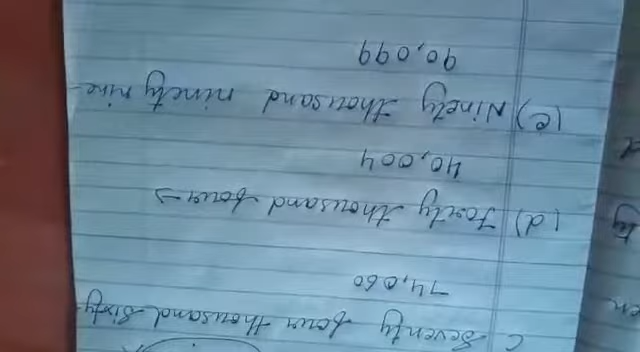 C Seventy four thousand Sixty
74,060
(d) Forty thousand four →
40,004
(e) Ninety thousand ninety nine
90,099